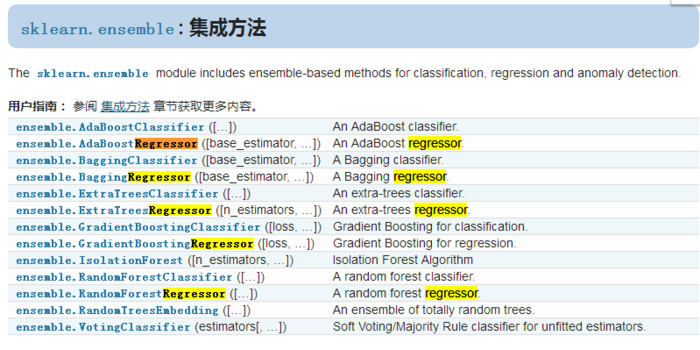 sklearn.ensemble: 集成方法
The sklearn.ensemble module includes ensemble-based methods for classification, regression and anomaly detection.
用户指南： 参阅 集成方法 章节获取更多内容。
ensemble.AdaBoostClassifier ([…]) An AdaBoost classifier.
ensemble.AdaBoostRegressor ([base_estimator, …]) An AdaBoost regressor.
ensemble.BaggingClassifier ([base_estimator, …]) A Bagging classifier.
ensemble.BaggingRegressor ([base_estimator, …]) A Bagging regressor.
ensemble.ExtraTreesClassifier ([…]) An extra-trees classifier.
ensemble.ExtraTreesRegressor ([n_estimators, …]) An extra-trees regressor.
ensemble.GradientBoostingClassifier ([loss, …]) Gradient Boosting for classification.
ensemble.GradientBoostingRegressor ([loss, …]) Gradient Boosting for regression.
ensemble.IsolationForest ([n_estimators, …]) Isolation Forest Algorithm
ensemble.RandomForestClassifier ([…]) A random forest classifier.
ensemble.RandomForestRegressor ([…]) A random forest regressor.
ensemble.RandomTreesEmbedding ([…]) An ensemble of totally random trees.
ensemble.VotingClassifier (estimators[, …]) Soft Voting/Majority Rule classifier for unfitted estimators.